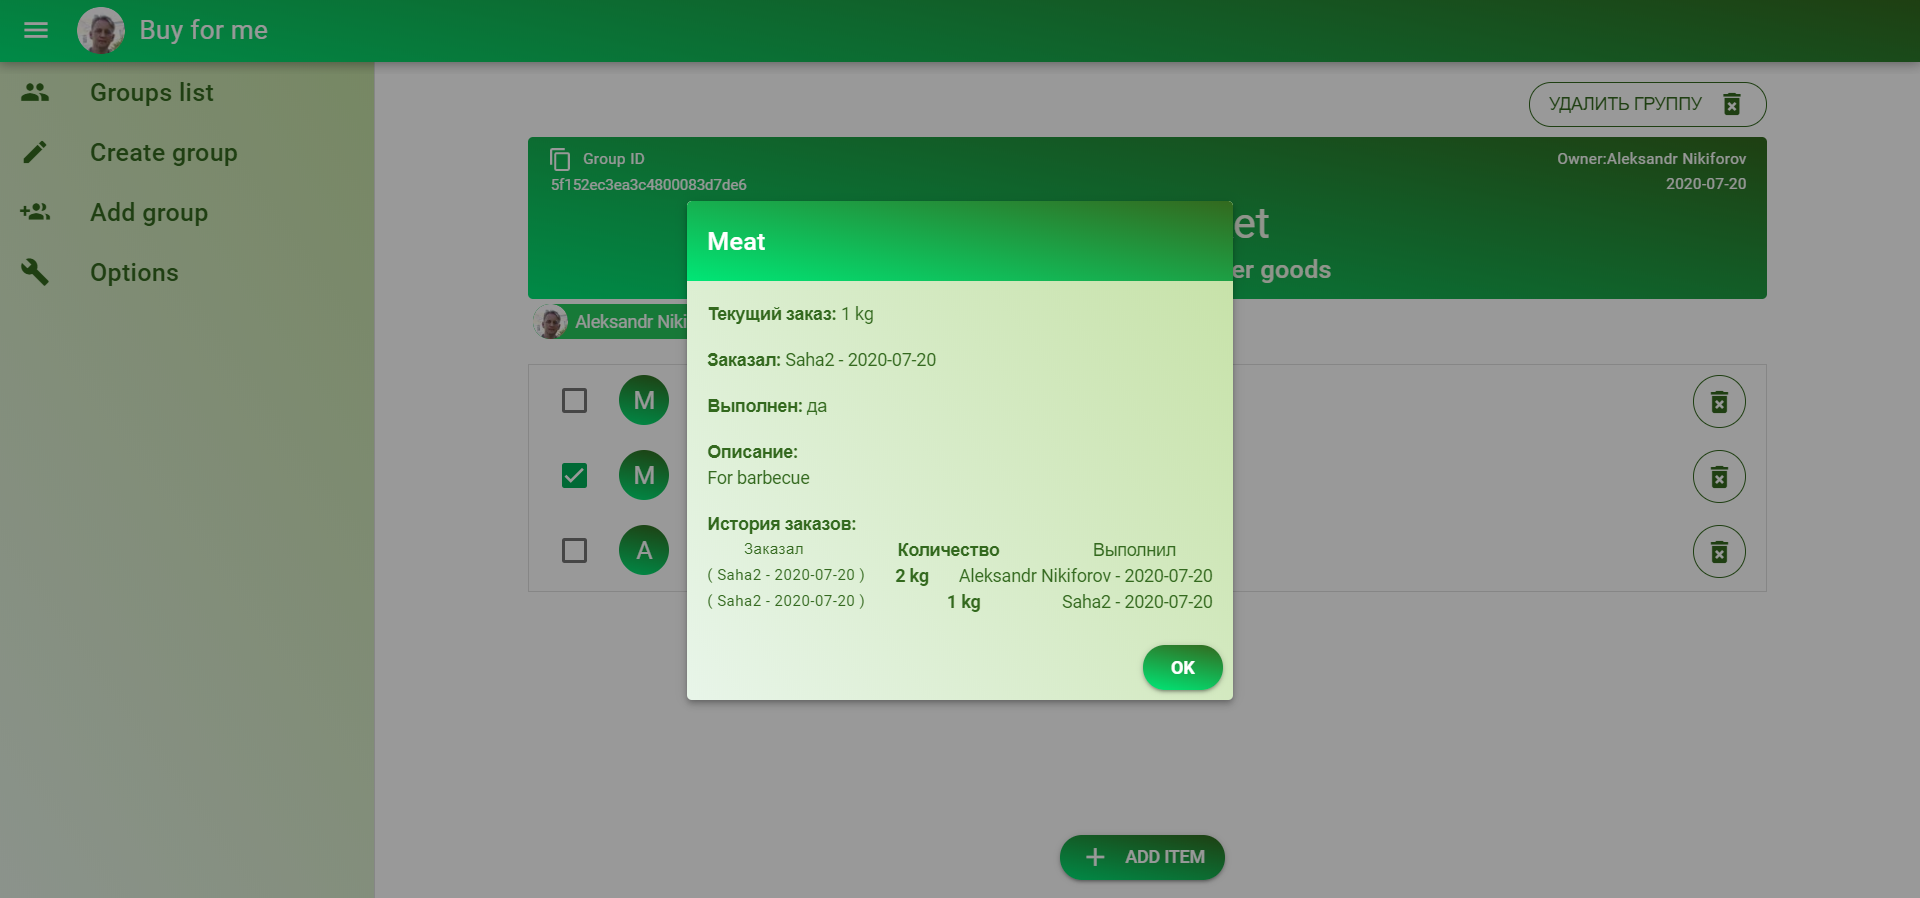 Buy for me
Groups list
Create group
Add group
Options
УДАЛИТЬ ГРУППУ
Group ID
5f152ec3ea3c4800083d7de6
Owner:Aleksandr Nikiforov
2020-07-20
goods
Aleksandr
Meat
Текущий заказ: 1 kg
Заказал: Saha2 - 2020-07-20
Выполнен: да
Описание:
For barbecue
История заказов:
Заказал Количество Выполнил
( Saha2 - 2020-07-20 ) 2 kg Aleksandr Nikiforov - 2020-07-20
( Saha2 - 2020-07-20 ) 1 kg Saha2 - 2020-07-20
OK
M
M
A
ADD ITEM